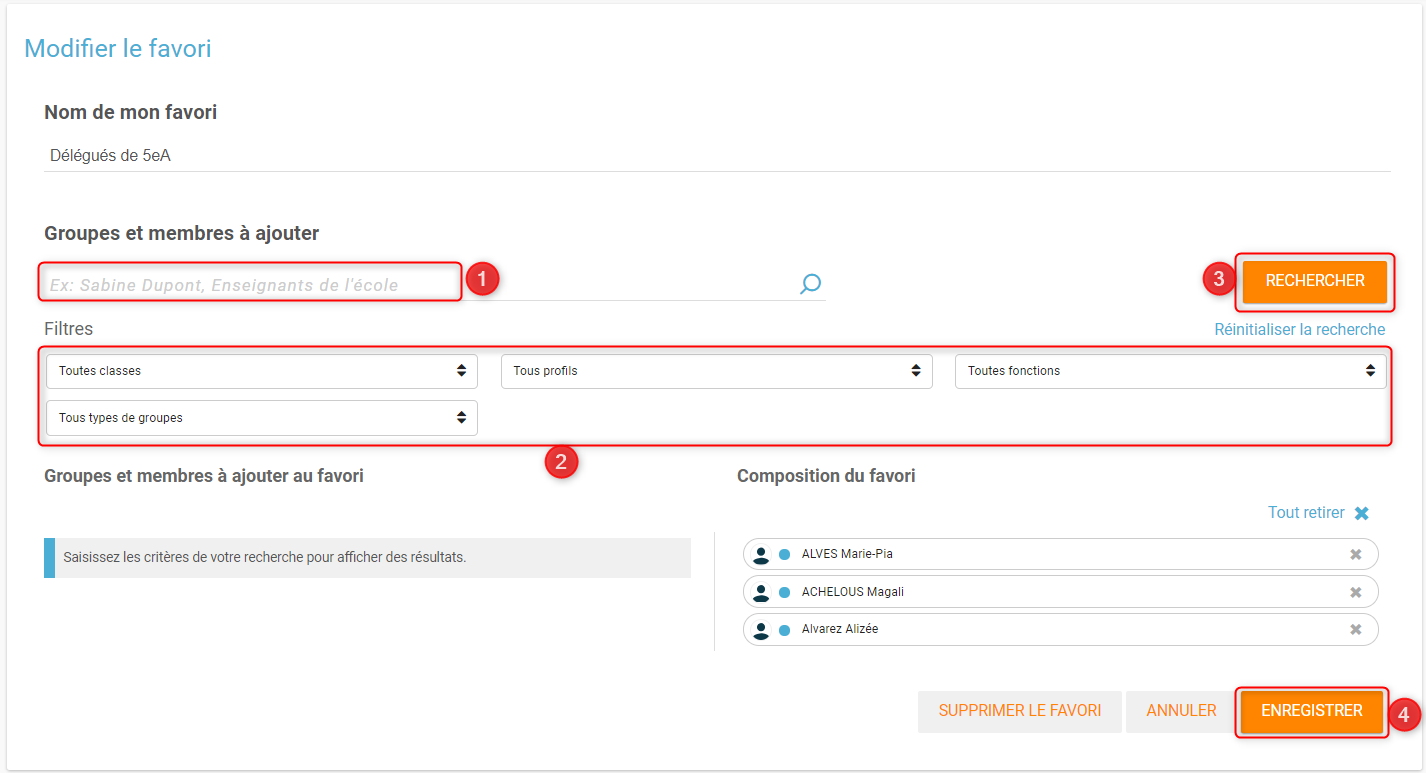 Modifier le favori
Nom de mon favori
Délégués de 5eA
Groupes et membres à ajouter
Ex: Sabine Dupont, Enseignants de l'école
1
3
RECHERCHER
Filtres
Réinitialiser la recherche
Toutes classes
Tous profils
Toutes fonctions
Tous types de groupes
2
Groupes et membres à ajouter au favori
Composition du favori
Tout retirer
Saisissez les critères de votre recherche pour afficher des résultats.
ALVES Marie-Pia
ACHELOUS Magali
Alvarez Alizée
SUPPRIMER LE FAVORI
ANNULER
ENREGISTRER
4